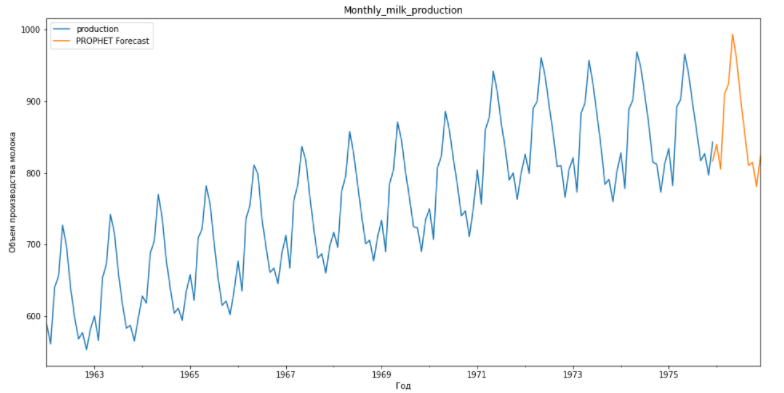 Monthly_milk_production
production
PROPHET Forecast
Объем производства молока
1000
900
800
700
600
1963
1965
1967
1969
1971
1973
1975
Год